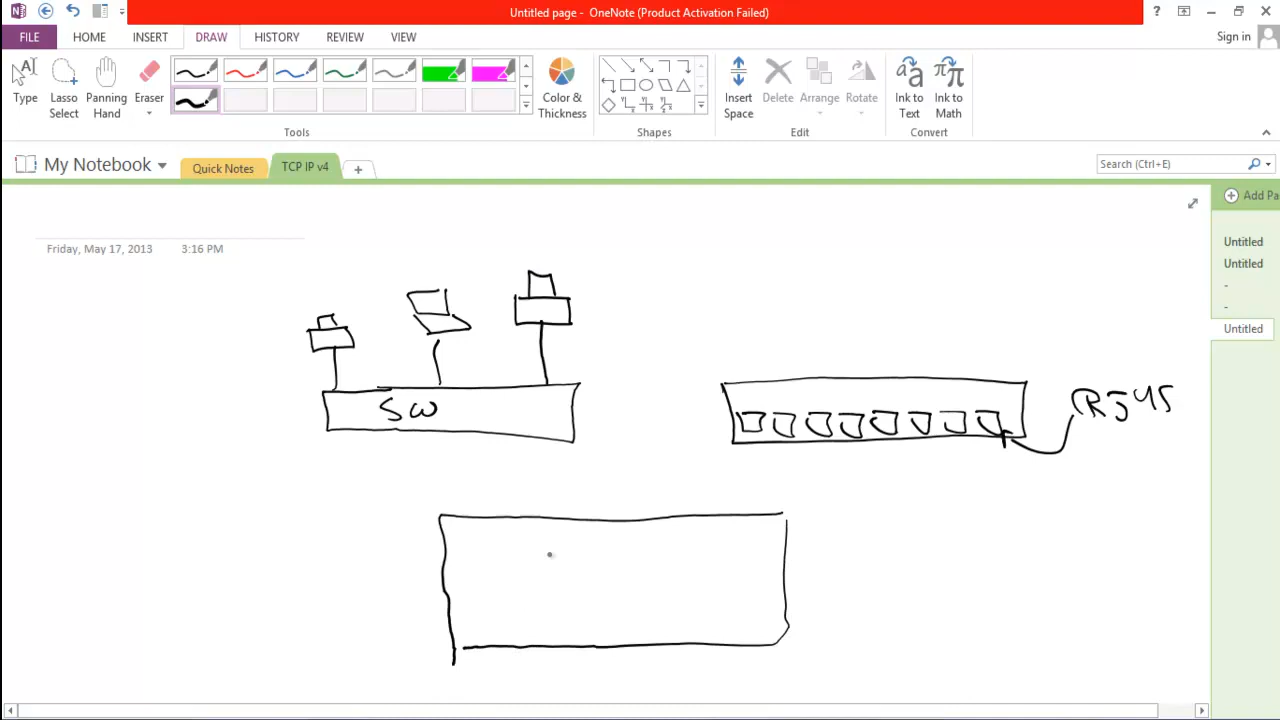 Untitled page - OneNote (Product Activation Failed)
FILE HOME INSERT DRAW HISTORY REVIEW VIEW
Sign in
Type
Lasso Select
Panning Hand
Eraser
Color & Thickness
Insert Space
Delete
Arrange
Rotate
Ink to Text
Ink to Math
Tools
Shapes
Edit
Convert
My Notebook
Quick Notes
TCP IP v4
Search (Ctrl+E)
Add Pa
Friday, May 17, 2013 3:16 PM
Untitled
Untitled
-
-
Untitled
SW
RJ45